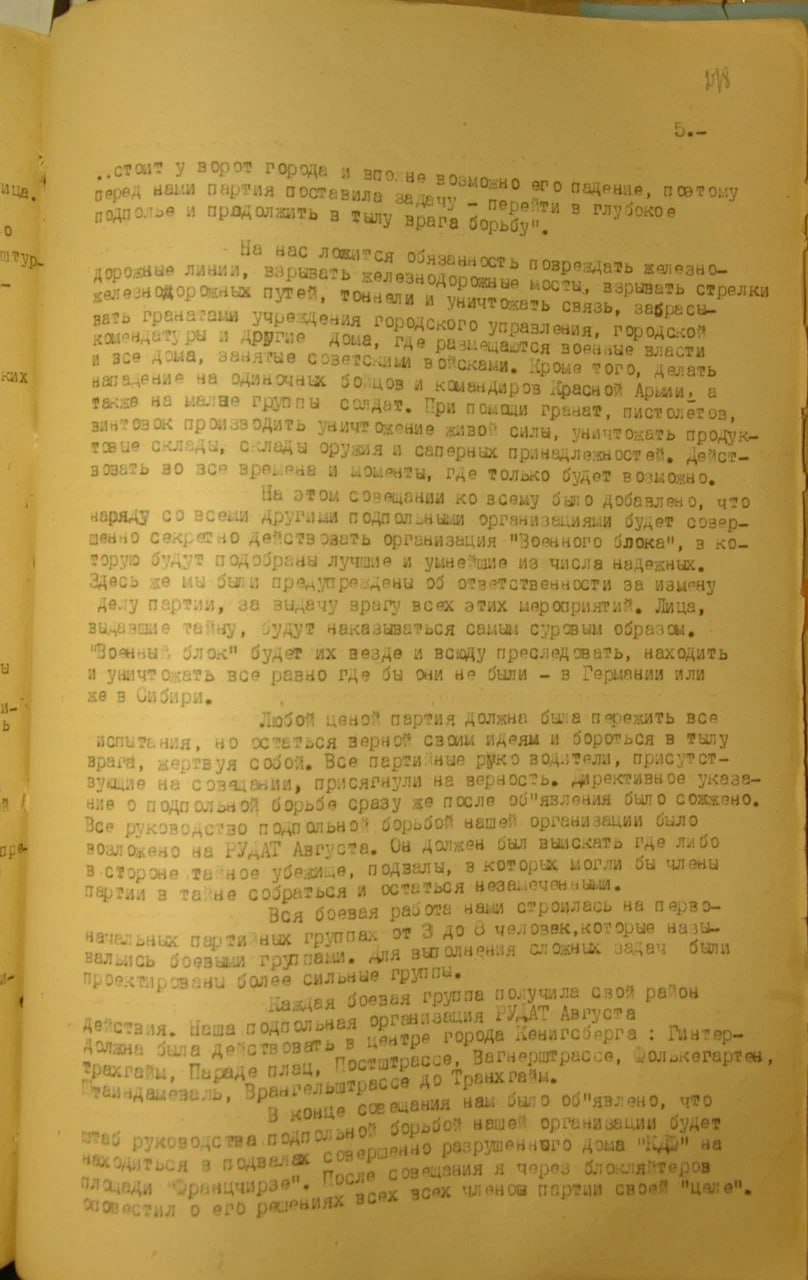 5.-
..стоит у ворот города и вполне возможно его падение, поэтому
перед нами партия поставила задачу - перейти в глубокое
подполье и продолжить в тылу врага борьбу".
На нас ложится обязанность повреждать железно-
дорожные линии, взрывать железнодорожные мосты, взрывать стрелки
железнодорожных путей, тоннели и уничтожать связь, забрасы-
вать гранатами учреждения городского управления, городской
комендатуры и другие дома, где размещаются военные власти
и все дома, занятые советскими войсками. Кроме того, делать
нападение на одиночных бойцов и командиров Красной Армии, а
также на малые группы солдат. При помощи гранат, пистолетов,
винтовок производить уничтожение живой силы, уничтожать продук-
товые склады, склады оружия и саперных принадлежностей. Дейст-
вовать во все времена и моменты, где только будет возможно.
На этом совещании ко всему было добавлено, что
наряду со всеми другими подпольными организациями будет совер-
шенно секретно действовать организация "Военного блока", в ко-
торую будут подобраны лучшие и умнейшие из числа надежных.
Здесь же мы были предупреждены об ответственности за измену
делу партии, за выдачу врагу всех этих мероприятий. Лица,
выдавшие тайну, будут наказываться самым суровым образом.
"Военный блок" будет их везде и всюду преследовать, находить
и уничтожать все равно где бы они не были - в Германии или
же в Сибири.
Любой ценой партия должна была пережить все
испытания, но остаться верной своим идеям и бороться в тылу
врага, жертвуя собой. Все партийные руководители, присутст-
вующие на совещании, присягнули на верность. Директивное указа-
ние о подпольной борьбе сразу же после об"явления было сожжено.
Все руководство подпольной борьбой нашей организации было
возложено на РУДАТ Августа. Он должен был выискать где либо
в стороне тайное убежище, подвалы, в которых могли бы члены
партии в тайне собраться и остаться незамеченными.
Вся боевая работа нами строилась на перво-
начальных партийных группах от 3 до 8 человек,которые назы-
вались боевыми группами. Для выполнения сложных задач были
проектированы более сильные группы.
Каждая боевая группа получила свой район
действия. Наша подпольная организация РУДАТ Августа
должна была действовать в центре города Кенигсберга : Гинтер-
трахгайм, Параде плац, Постштрассе, Вагнерштрассе, Фолькегартен,
Штайндамваль, Врангельштрассе до Транхгайм.
В конце совещания нам было об"явлено, что
штаб руководства подпольной борьбой нашей организации будет
находиться в подвалах совершенно разрушенного дома "КДФ" на
площади . После совещания я через блокляйтеров
оповестил о его решениях всех всех членов партии своей "целе".